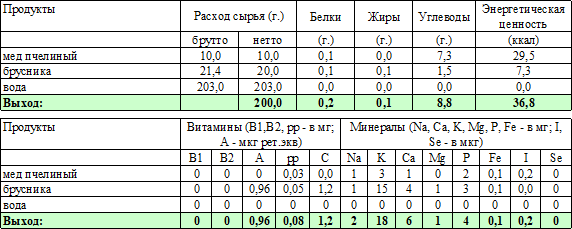 Продукты Расход сырья (г.) Белки Жиры Углеводы Энергетическая ценность
брутто нетто (г.) (г.) (г.) (ккал)
мед пчелиный 10,0 10,0 0,1 0,0 7,3 29,5
брусника 21,4 20,0 0,1 0,1 1,5 7,3
вода 203,0 203,0 0,0 0,0 0,0 0,0
Выход: 200,0 0,2 0,1 8,8 36,8
Продукты Витамины (B1,B2, pp - в мг; А - мкг рет.экв) Минералы (Na, Ca, K, Mg, P, Fe - в мг; I, Se - в мкг)
B1 B2 A pp C Na K Ca Mg P Fe I Se
мед пчелиный 0 0 0 0,03 0,0 1 3 1 0 2 0,1 0,2 0
брусника 0 0 0,96 0,05 1,2 1 15 4 1 3 0,1 0,0 0
вода 0 0 0 0 0 0 0 0 0 0 0 0 0
Выход: 0 0 0,96 0,08 1,2 2 18 6 1 4 0,1 0,2 0